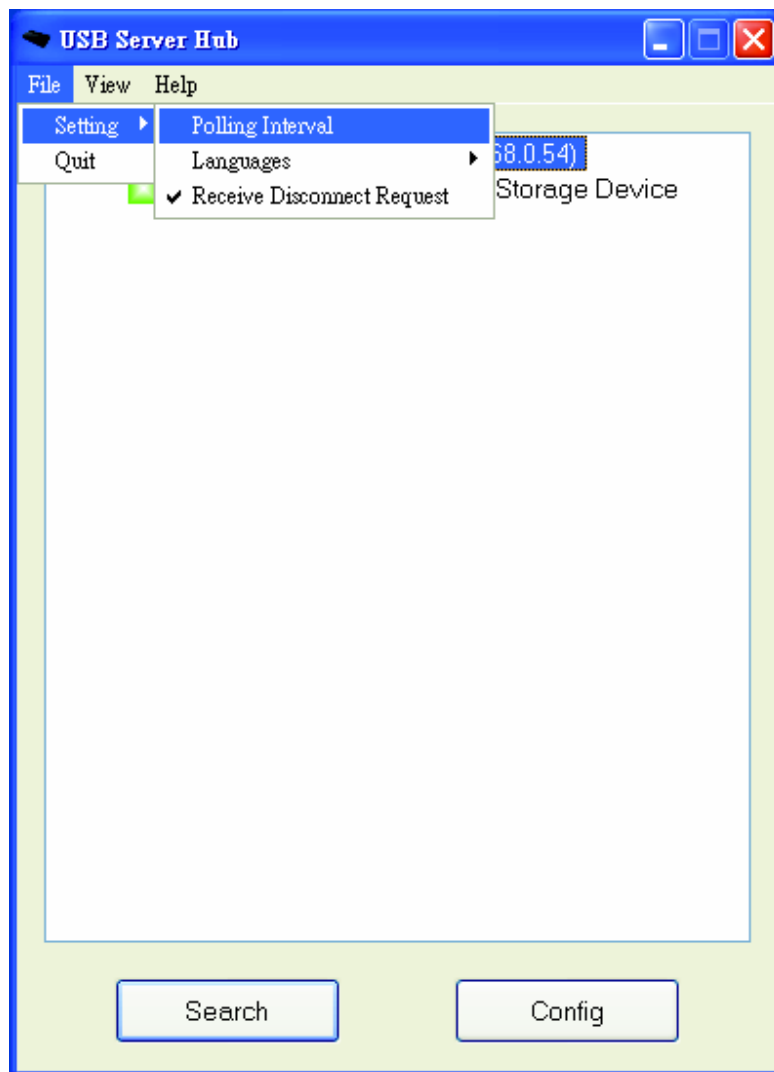 USB Server Hub
File View Help
Setting Polling Interval
Quit Languages
Receive Disconnect Request
68.0.54)
Storage Device
Search Config